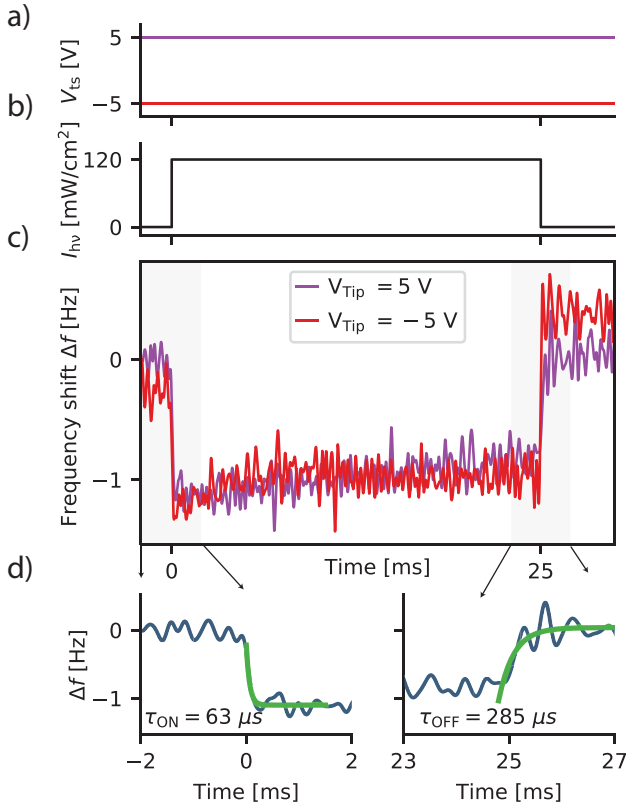 a)
5
−5
V_ts [V]
b)
120
0
I_hν [mW/cm²]
c)
V_Tip = 5 V
V_Tip = −5 V
0
−1
Frequency shift Δf [Hz]
0
Time [ms]
25
d)
0
−1
Δf [Hz]
τ_ON = 63 μs
τ_OFF = 285 μs
−2
0
2
23
25
27
Time [ms]
Time [ms]